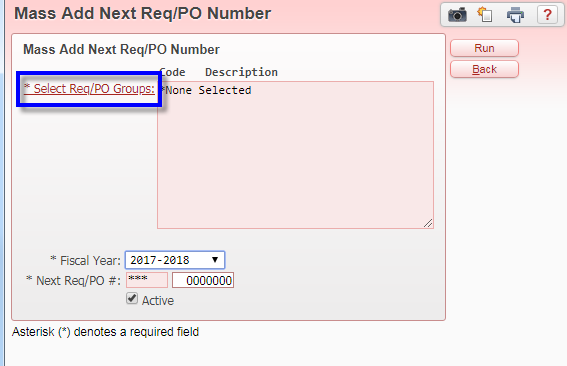 Mass Add Next Req/PO Number
?
Mass Add Next Req/PO Number
Run
Back
Code Description
* Select Req/PO Groups:
*None Selected
* Fiscal Year: 2017-2018
* Next Req/PO #: *** 0000000
Active
Asterisk (*) denotes a required field